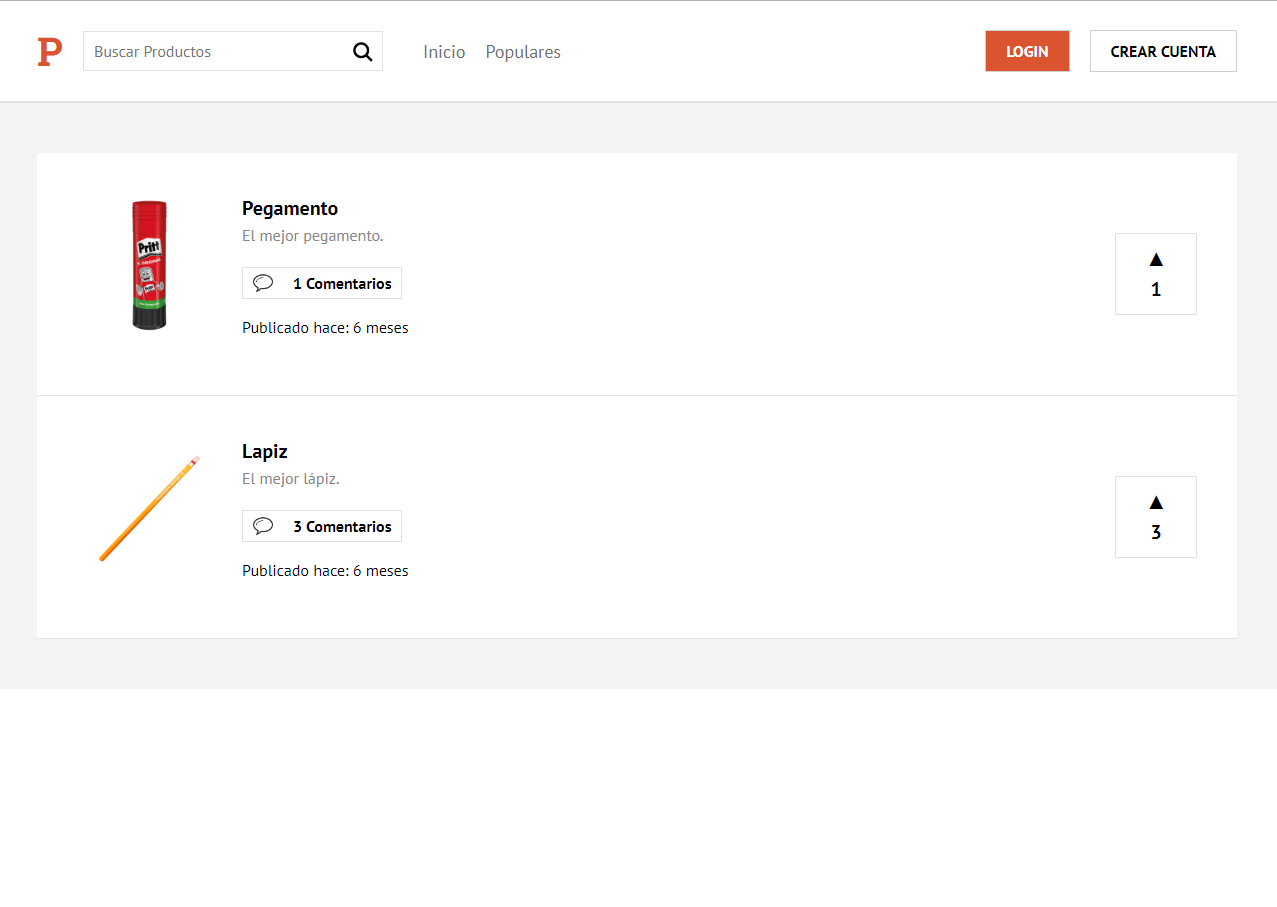 P
Buscar Productos
Inicio Populares
LOGIN
CREAR CUENTA
Pritt
Pegamento
El mejor pegamento.
1 Comentarios
Publicado hace: 6 meses
▲
1
Lapiz
El mejor lápiz.
3 Comentarios
Publicado hace: 6 meses
▲
3